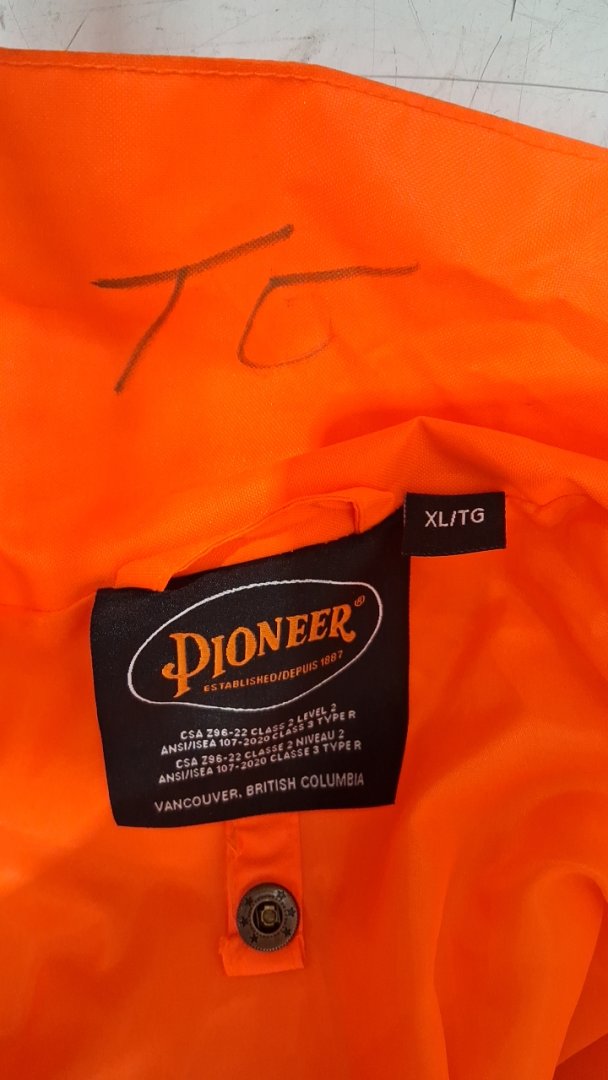 TC
XL/TG
PIONEER®
ESTABLISHED/DEPUIS 1887
CSA Z96-22 CLASS 2 LEVEL 2
ANSI/ISEA 107-2020 CLASS 3 TYPE R
CSA Z96-22 CLASSE 2 NIVEAU 2
ANSI/ISEA 107-2020 CLASSE 3 TYPE R
VANCOUVER, BRITISH COLUMBIA